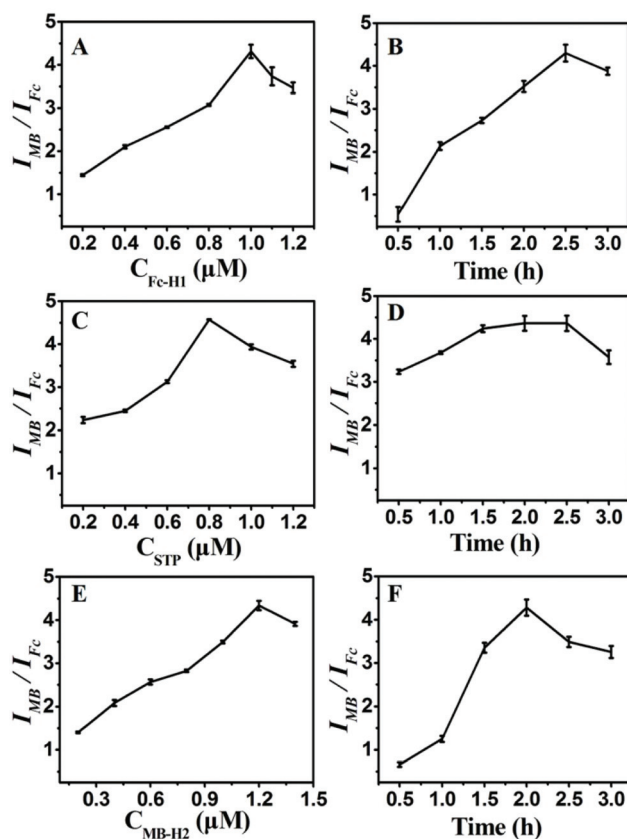 A
I_MB / I_Fc
5
4
3
2
1
0.2 0.4 0.6 0.8 1.0 1.2
C_Fc-H1 (μM)
B
I_MB / I_Fc
5
4
3
2
1
0.5 1.0 1.5 2.0 2.5 3.0
Time (h)
C
I_MB / I_Fc
5
4
3
2
1
0.2 0.4 0.6 0.8 1.0 1.2
C_STP (μM)
D
I_MB / I_Fc
5
4
3
2
1
0.5 1.0 1.5 2.0 2.5 3.0
Time (h)
E
I_MB / I_Fc
5
4
3
2
1
0.3 0.6 0.9 1.2 1.5
C_MB-H2 (μM)
F
I_MB / I_Fc
5
4
3
2
1
0.5 1.0 1.5 2.0 2.5 3.0
Time (h)